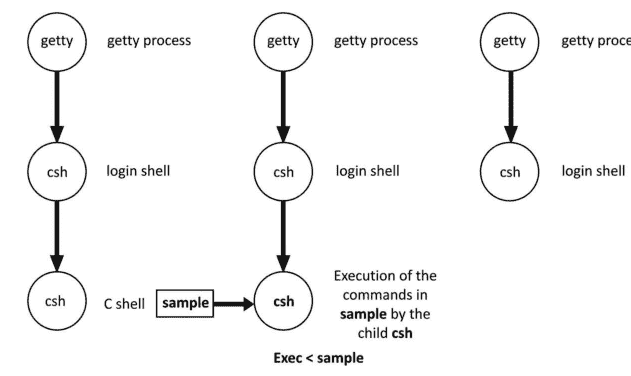 getty getty process getty getty process getty getty proce
csh login shell csh login shell csh login shell
csh C shell sample csh
Execution of the
commands in
sample by the
child csh
Exec < sample